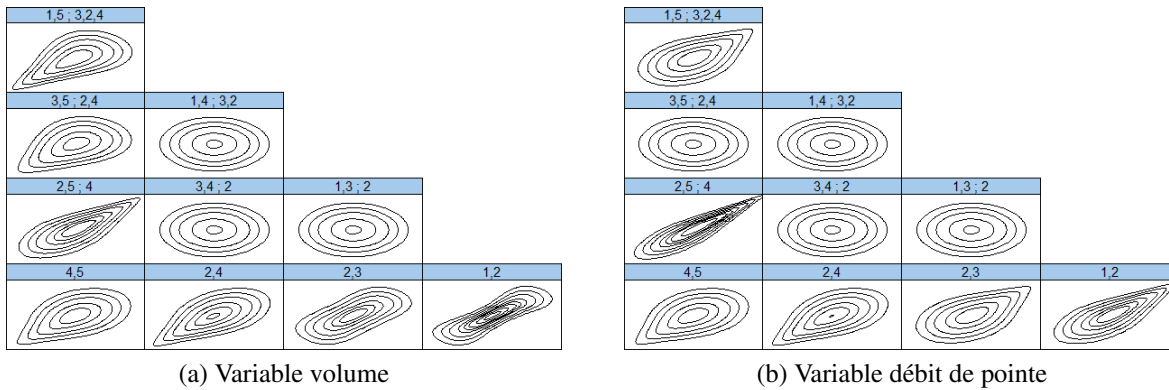 1,5 ; 3,2,4
3,5 ; 2,4
1,4 ; 3,2
2,5 ; 4
3,4 ; 2
1,3 ; 2
4,5
2,4
2,3
1,2
(a) Variable volume
1,5 ; 3,2,4
3,5 ; 2,4
1,4 ; 3,2
2,5 ; 4
3,4 ; 2
1,3 ; 2
4,5
2,4
2,3
1,2
(b) Variable débit de pointe